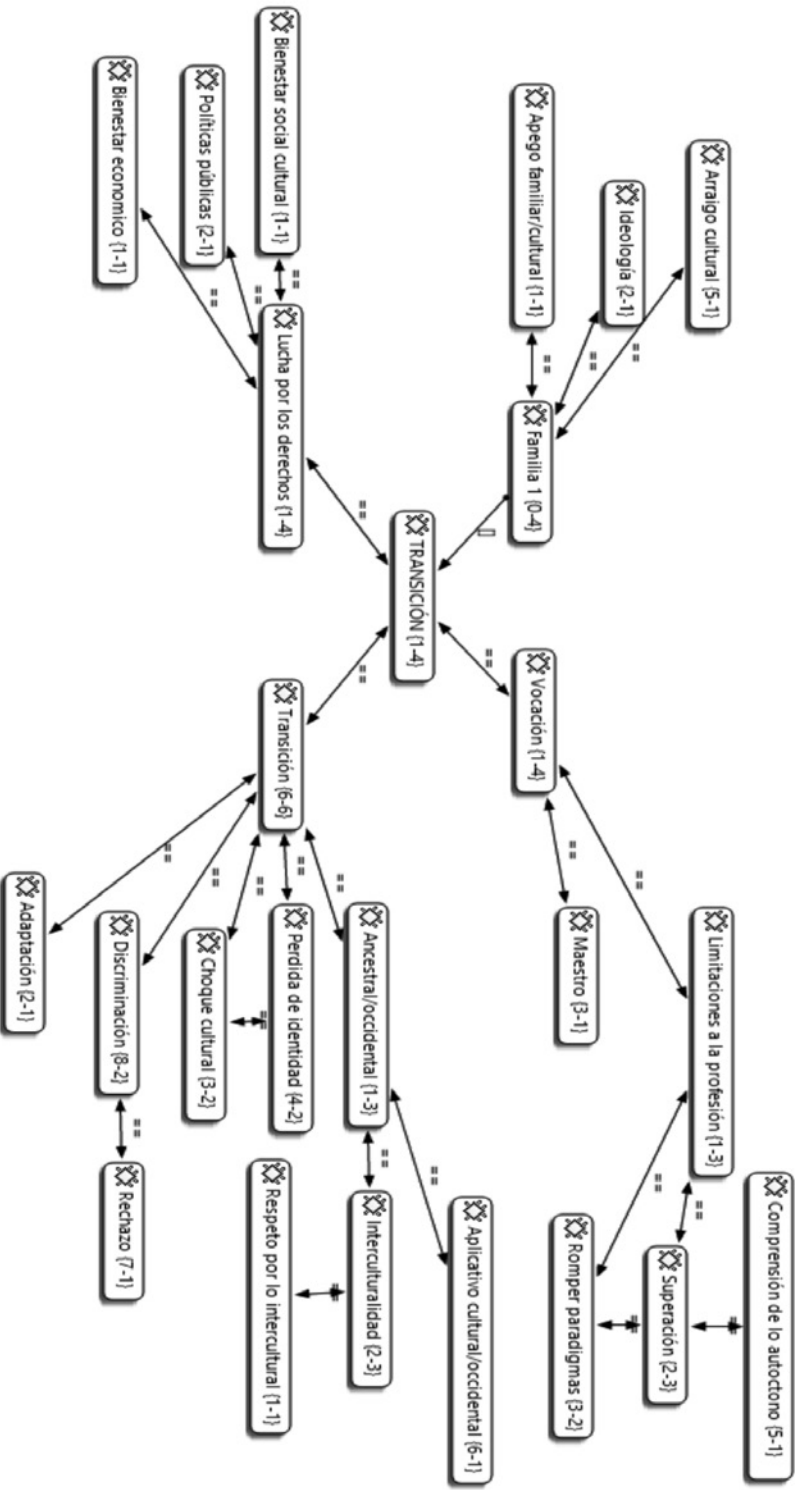 Comprensión de lo autoctono {5-1}
Arraigo cultural {5-1}
Limitaciones a la profesión {1-3}
Superación {2-3}
Ideología {2-1}
Maestro {3-1}
Romper paradigmas {3-2}
Apego familiar/cultural {1-1}
Familia 1 {0-4}
Vocación {1-4}
Aplicativo cultural/occidental {6-1}
TRANSICIÓN {1-4}
Ancestral/occidental {1-3}
Interculturalidad {2-3}
Bienestar social cultural {1-1}
Lucha por los derechos {1-4}
Transición {6-6}
Perdida de identidad {4-2}
Respeto por lo intercultural {1-1}
Políticas públicas {2-1}
Choque cultural {3-2}
Bienestar economico {1-1}
Discriminación {8-2}
Rechazo {7-1}
Adaptación {2-1}